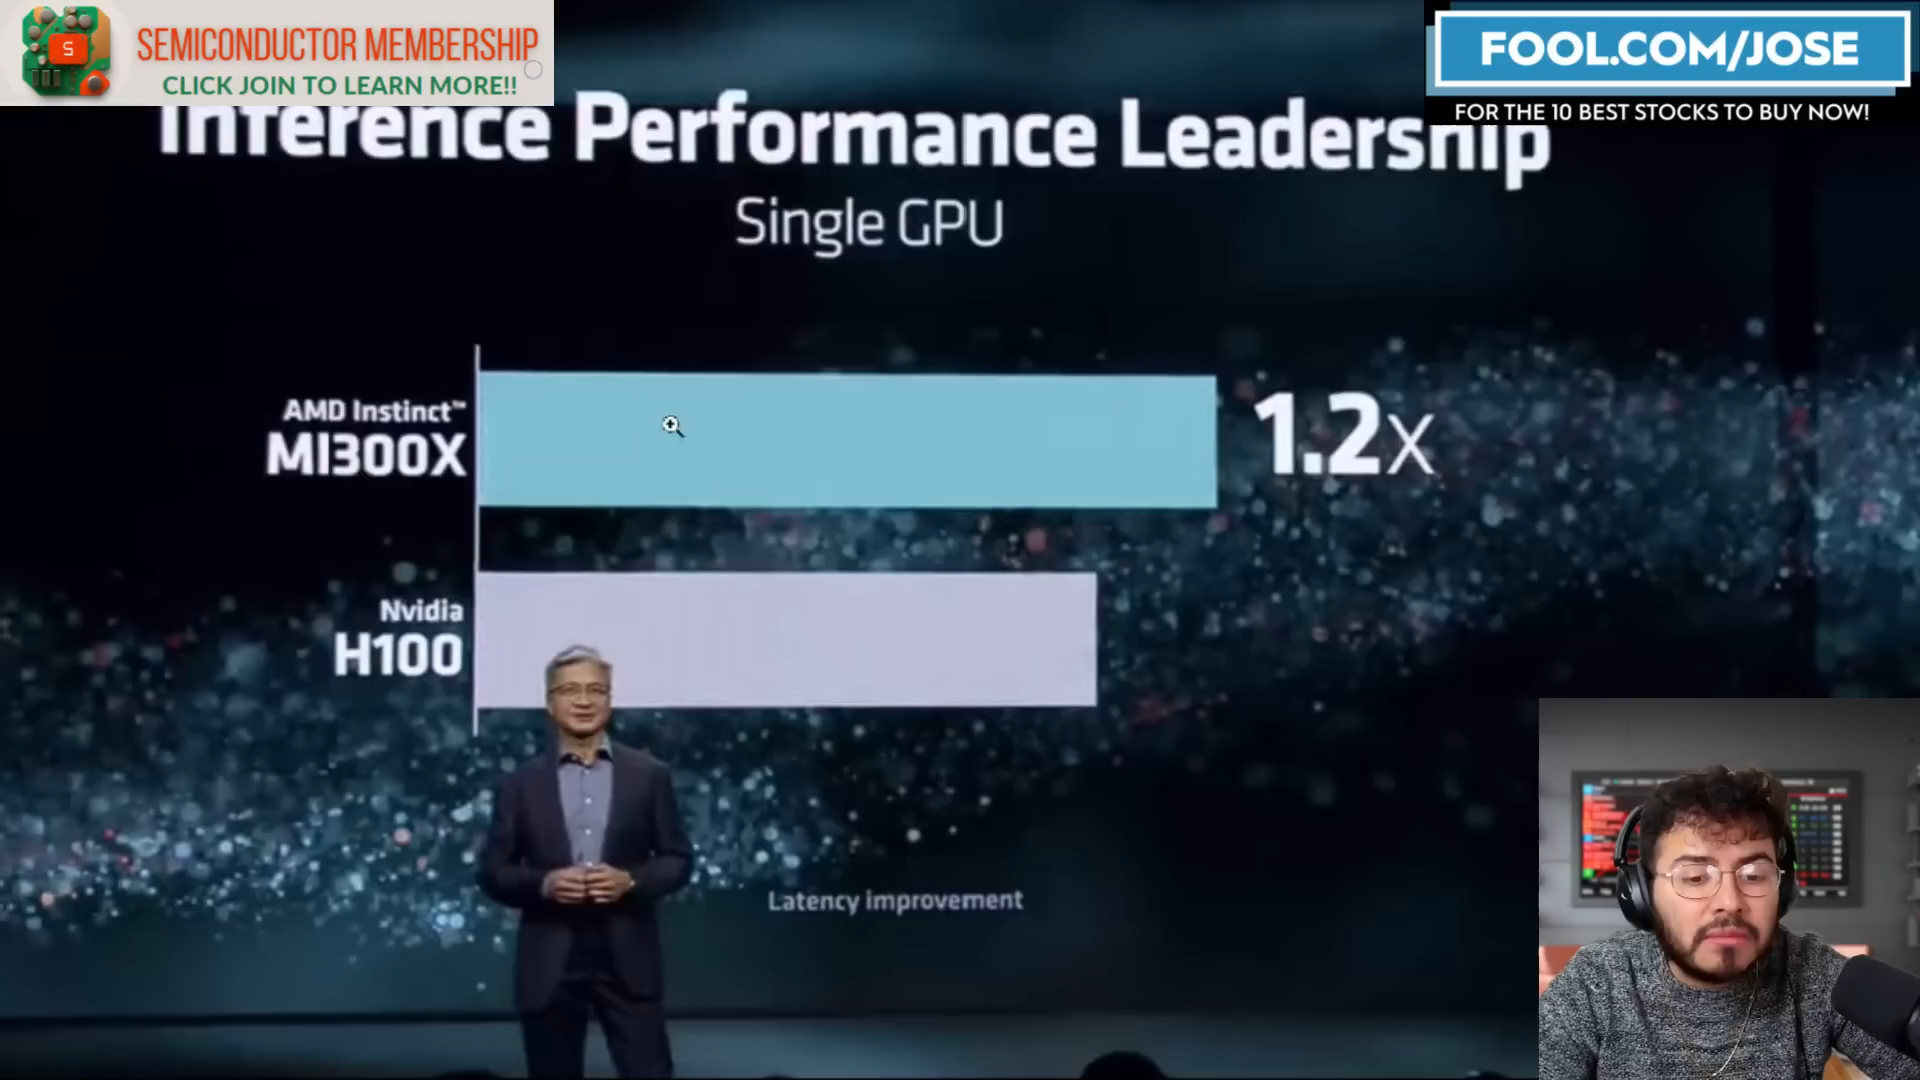 S
SEMICONDUCTOR MEMBERSHIP
CLICK JOIN TO LEARN MORE!!
FOOL.COM/JOSE
FOR THE 10 BEST STOCKS TO BUY NOW!
Inference Performance Leadership
Single GPU
AMD Instinct™
MI300X
1.2X
Nvidia
H100
Latency improvement